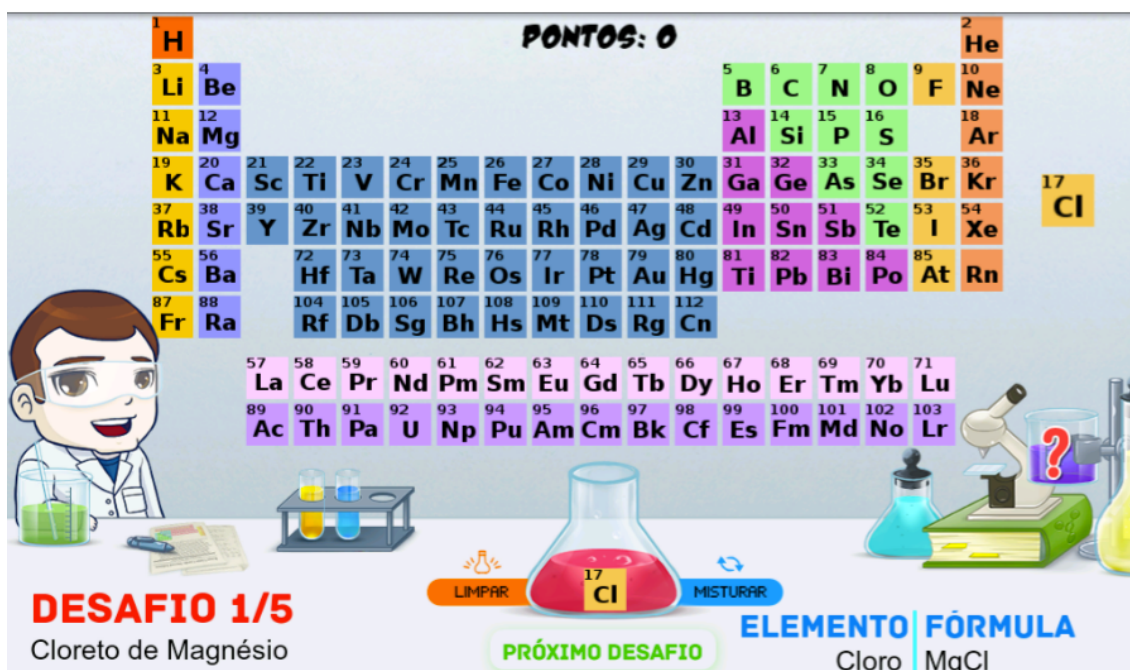 PONTOS: 0
1 H 2 He
3 Li 4 Be 5 B 6 C 7 N 8 O 9 F 10 Ne
11 Na 12 Mg 13 Al 14 Si 15 P 16 S 18 Ar
19 K 20 Ca 21 Sc 22 Ti 23 V 24 Cr 25 Mn 26 Fe 27 Co 28 Ni 29 Cu 30 Zn 31 Ga 32 Ge 33 As 34 Se 35 Br 36 Kr
17 Cl
37 Rb 38 Sr 39 Y 40 Zr 41 Nb 42 Mo 43 Tc 44 Ru 45 Rh 46 Pd 47 Ag 48 Cd 49 In 50 Sn 51 Sb 52 Te 53 I 54 Xe
55 Cs 56 Ba 72 Hf 73 Ta 74 W 75 Re 76 Os 77 Ir 78 Pt 79 Au 80 Hg 81 Ti 82 Pb 83 Bi 84 Po 85 At Rn
87 Fr 88 Ra 104 Rf 105 Db 106 Sg 107 Bh 108 Hs 109 Mt 110 Ds 111 Rg 112 Cn
57 La 58 Ce 59 Pr 60 Nd 61 Pm 62 Sm 63 Eu 64 Gd 65 Tb 66 Dy 67 Ho 68 Er 69 Tm 70 Yb 71 Lu
89 Ac 90 Th 91 Pa 92 U 93 Np 94 Pu 95 Am 96 Cm 97 Bk 98 Cf 99 Es 100 Fm 101 Md 102 No 103 Lr
?
17 Cl
LIMPAR MISTURAR
DESAFIO 1/5
Cloreto de Magnésio
PRÓXIMO DESAFIO
ELEMENTO FÓRMULA
Cloro MgCl